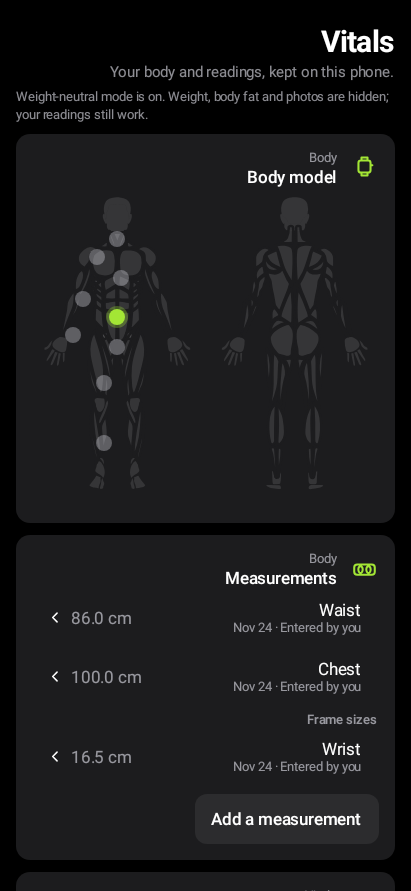 Vitals
Your body and readings, kept on this phone.
Weight-neutral mode is on. Weight, body fat and photos are hidden;
your readings still work.
Body
Body model
Body
Measurements
Waist
86.0 cm
Nov 24 · Entered by you
Chest
100.0 cm
Nov 24 · Entered by you
Frame sizes
Wrist
16.5 cm
Nov 24 · Entered by you
Add a measurement